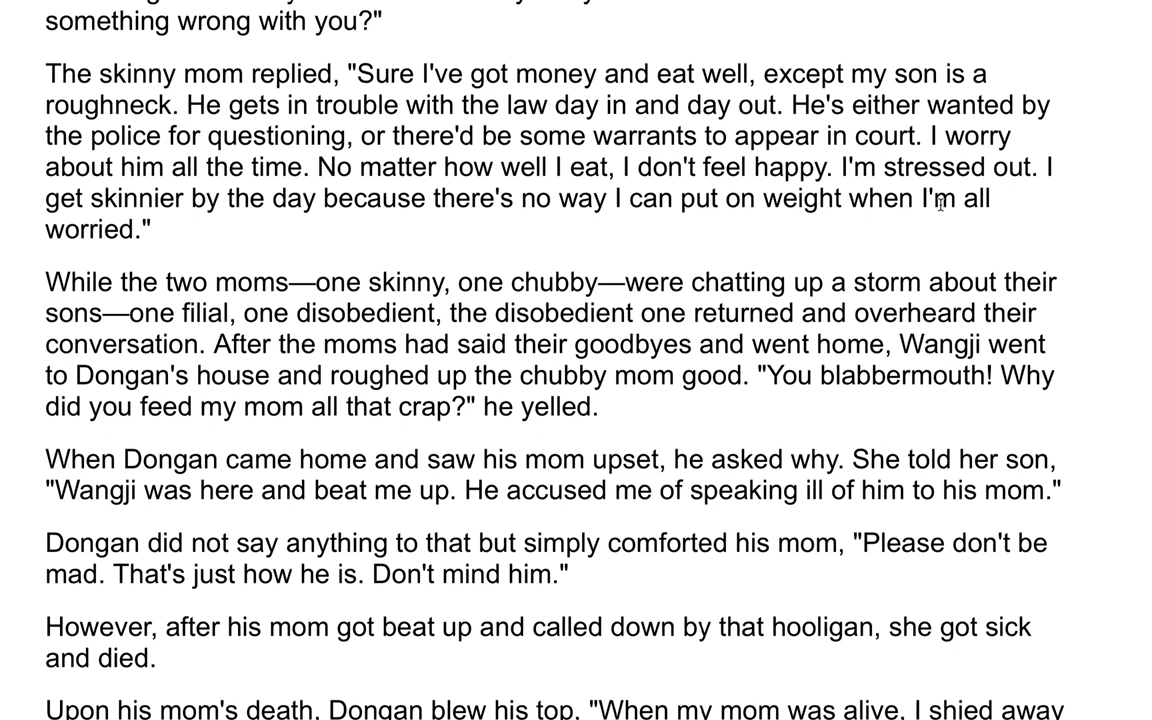 something wrong with you?"
The skinny mom replied, "Sure I've got money and eat well, except my son is a
roughneck. He gets in trouble with the law day in and day out. He's either wanted by
the police for questioning, or there'd be some warrants to appear in court. I worry
about him all the time. No matter how well I eat, I don't feel happy. I'm stressed out. I
get skinnier by the day because there's no way I can put on weight when I'm all
worried."
While the two moms—one skinny, one chubby—were chatting up a storm about their
sons—one filial, one disobedient, the disobedient one returned and overheard their
conversation. After the moms had said their goodbyes and went home, Wangji went
to Dongan's house and roughed up the chubby mom good. "You blabbermouth! Why
did you feed my mom all that crap?" he yelled.
When Dongan came home and saw his mom upset, he asked why. She told her son,
"Wangji was here and beat me up. He accused me of speaking ill of him to his mom."
Dongan did not say anything to that but simply comforted his mom, "Please don't be
mad. That's just how he is. Don't mind him."
However, after his mom got beat up and called down by that hooligan, she got sick
and died.
Upon his mom's death, Dongan blew his top, "When my mom was alive, I shied away